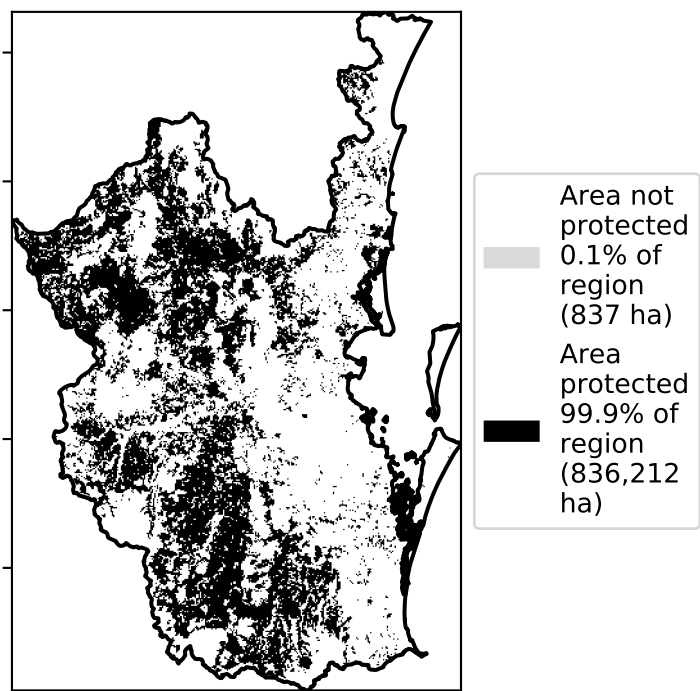 Area not
protected
0.1% of
region
(837 ha)
Area
protected
99.9% of
region
(836,212
ha)